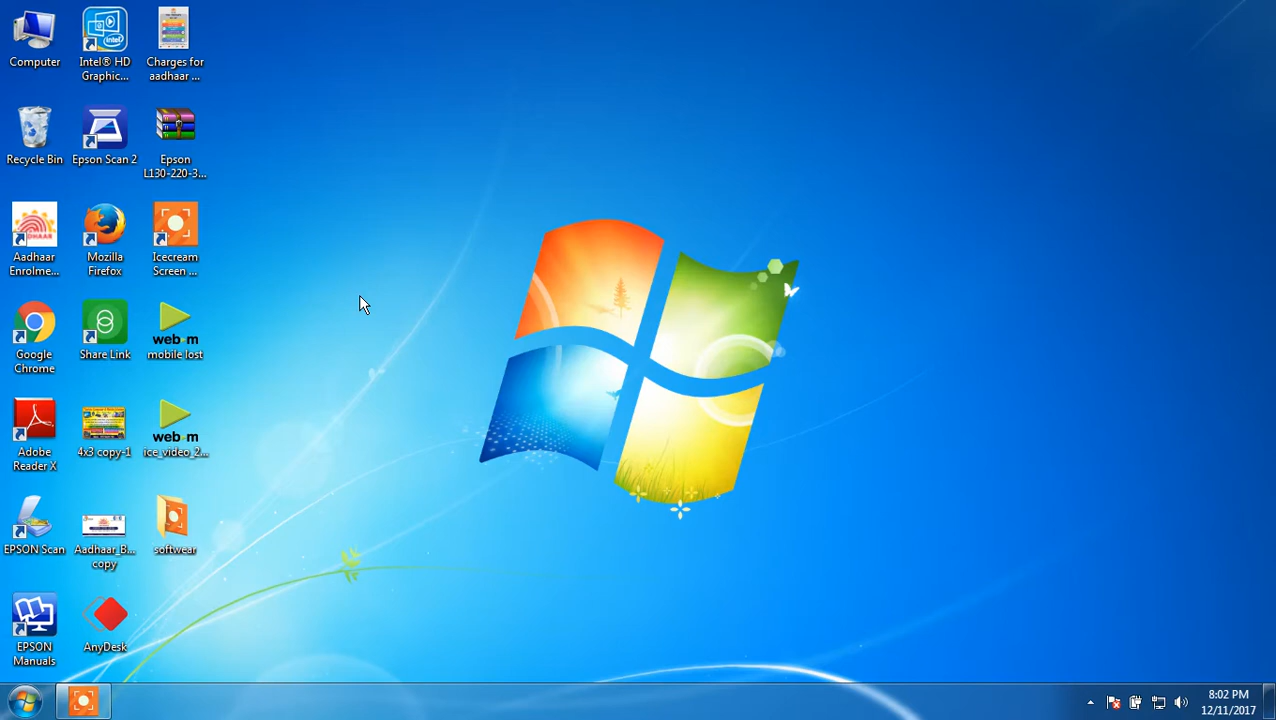 Computer
Intel® HD
Graphic...
Charges for
aadhaar ...
Recycle Bin
Epson Scan 2
Epson
L130-220-3...
AADHAAR
Aadhaar
Enrolme...
Mozilla
Firefox
Icecream
Screen ...
Google
Chrome
Share Link
web-m
mobile lost
Adobe
Reader X
4x3 copy-1
web-m
ice_video_2...
EPSON Scan
Aadhaar_B...
copy
softwear
EPSON
Manuals
AnyDesk
8:02 PM
12/11/2017